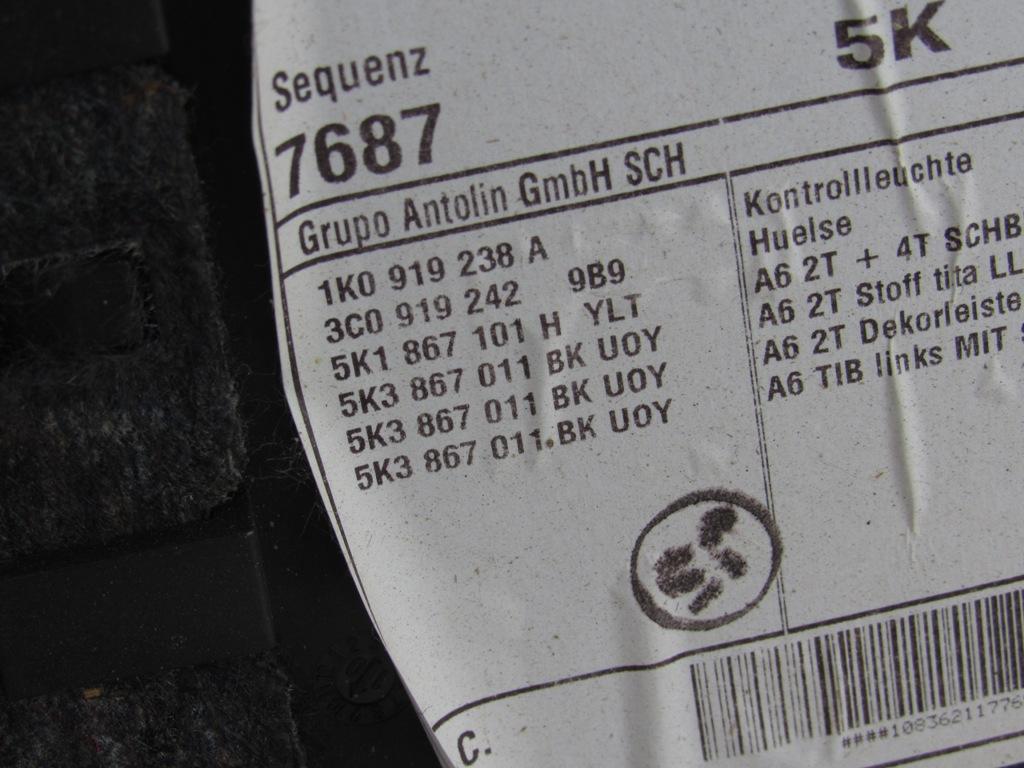 Sequenz
5K
7687
Grupo Antolin GmbH SCH
1K0 919 238 A
3C0 919 242 9B9
5K1 867 101 H YLT
5K3 867 011 BK UOY
5K3 867 011 BK UOY
5K3 867 011 BK UOY
Kontrollleuchte
Huelse
A6 2T + 4T SCHB
A6 2T Stoff tita LL
A6 2T Dekorleiste
A6 TIB links MIT
C.
####10836211776